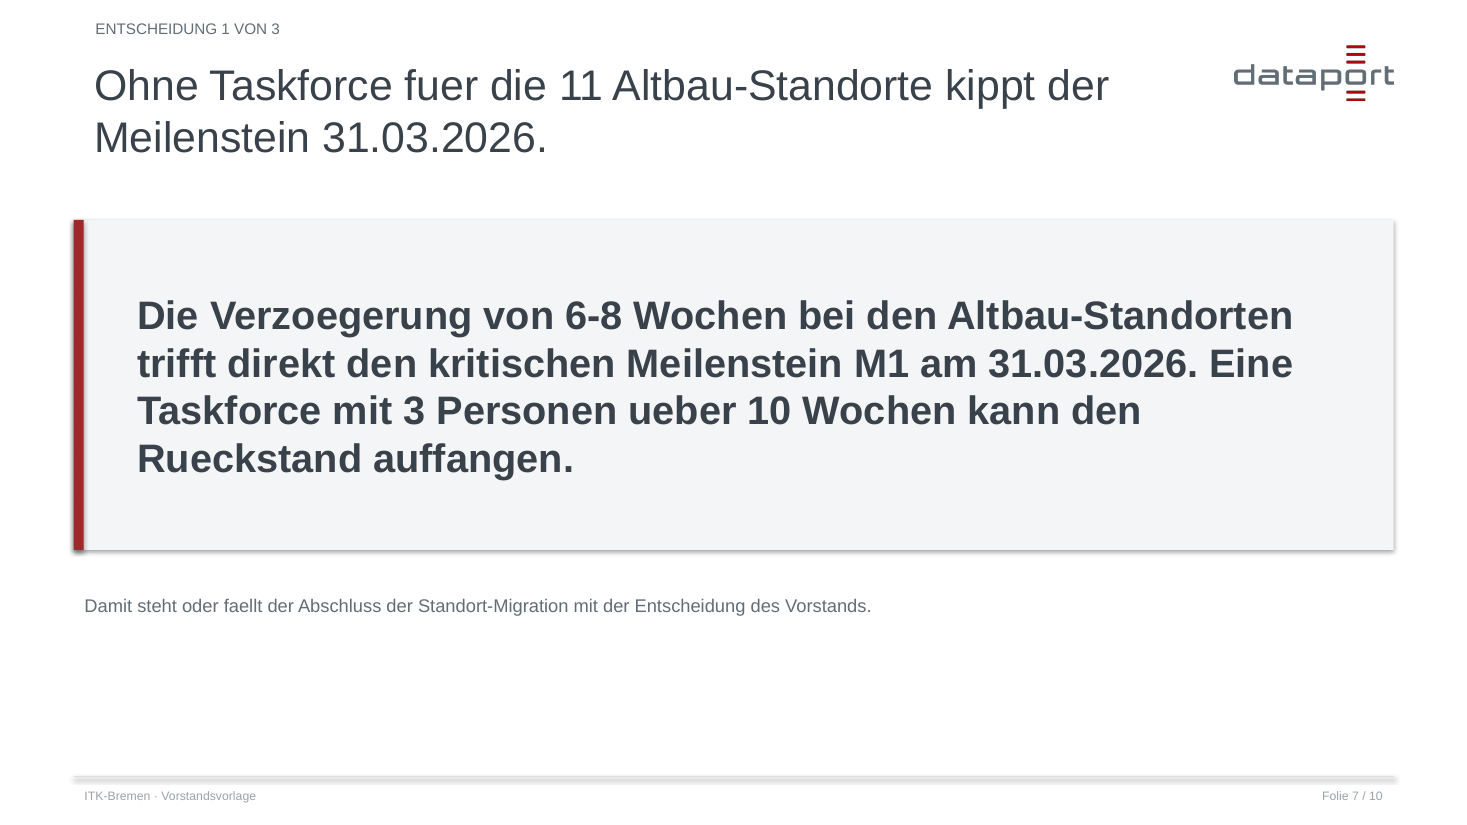 ENTSCHEIDUNG 1 VON 3
Ohne Taskforce fuer die 11 Altbau-Standorte kippt der
Meilenstein 31.03.2026.
dataport
Die Verzoegerung von 6-8 Wochen bei den Altbau-Standorten
trifft direkt den kritischen Meilenstein M1 am 31.03.2026. Eine
Taskforce mit 3 Personen ueber 10 Wochen kann den
Rueckstand auffangen.
Damit steht oder faellt der Abschluss der Standort-Migration mit der Entscheidung des Vorstands.
ITK-Bremen · Vorstandsvorlage
Folie 7 / 10